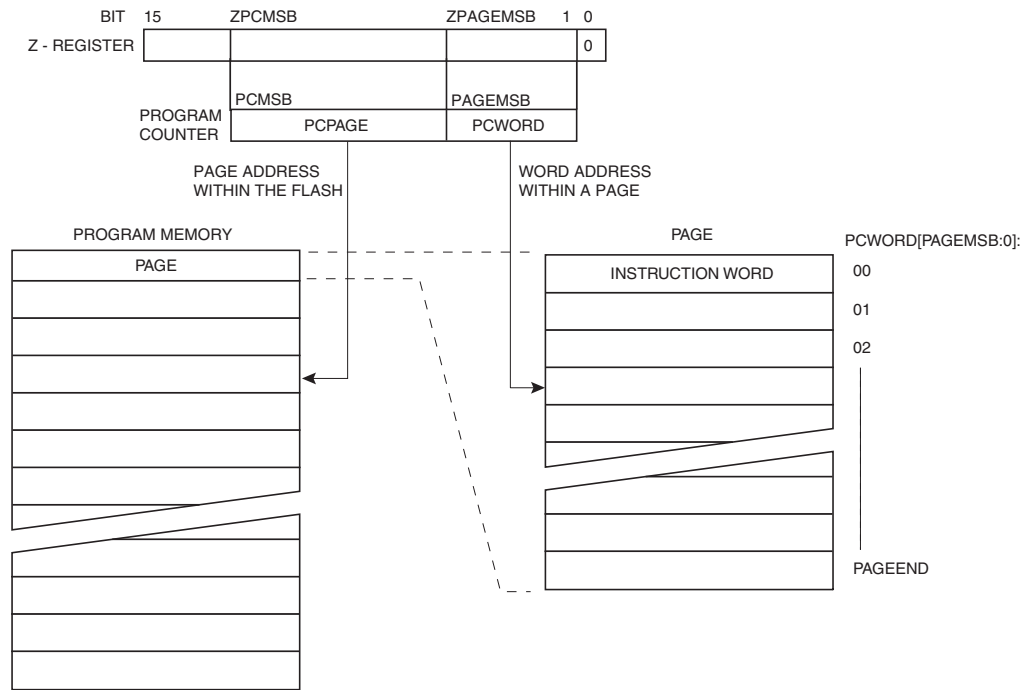 BIT 15 ZPCMSB ZPAGEMSB 1 0
Z - REGISTER 0
PCMSB PAGEMSB
PROGRAM
COUNTER
PCPAGE PCWORD
PAGE ADDRESS
WITHIN THE FLASH
WORD ADDRESS
WITHIN A PAGE
PROGRAM MEMORY
PAGE
PAGE
PCWORD[PAGEMSB:0]:
INSTRUCTION WORD
00
01
02
PAGEEND